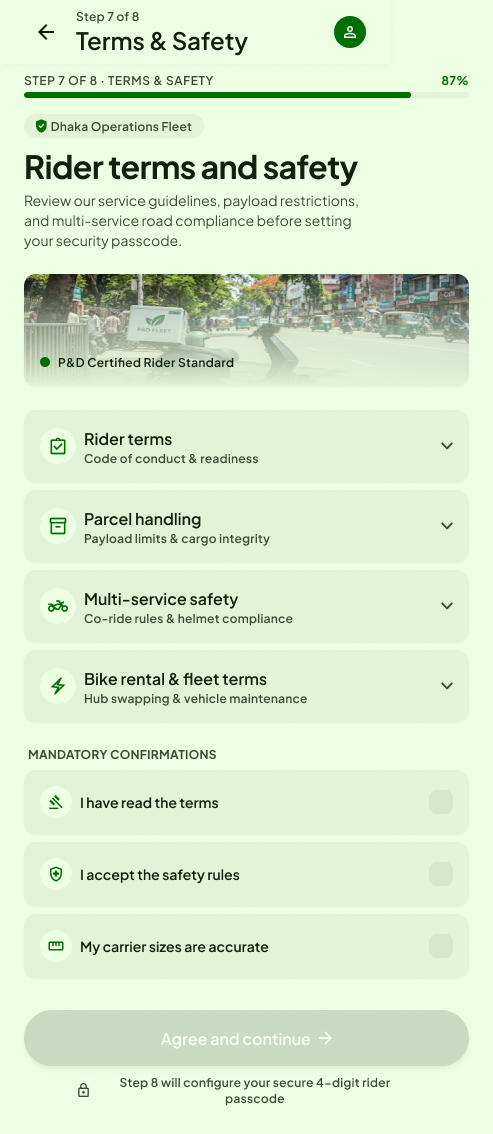 Step 7 of 8
Terms & Safety
STEP 7 OF 8 · TERMS & SAFETY
87%
Dhaka Operations Fleet
Rider terms and safety
Review our service guidelines, payload restrictions,
and multi-service road compliance before setting
your security passcode.
P&D FLEET
P&D Certified Rider Standard
Rider terms
Code of conduct & readiness
Parcel handling
Payload limits & cargo integrity
Multi-service safety
Co-ride rules & helmet compliance
Bike rental & fleet terms
Hub swapping & vehicle maintenance
MANDATORY CONFIRMATIONS
I have read the terms
I accept the safety rules
My carrier sizes are accurate
Agree and continue
Step 8 will configure your secure 4-digit rider
passcode